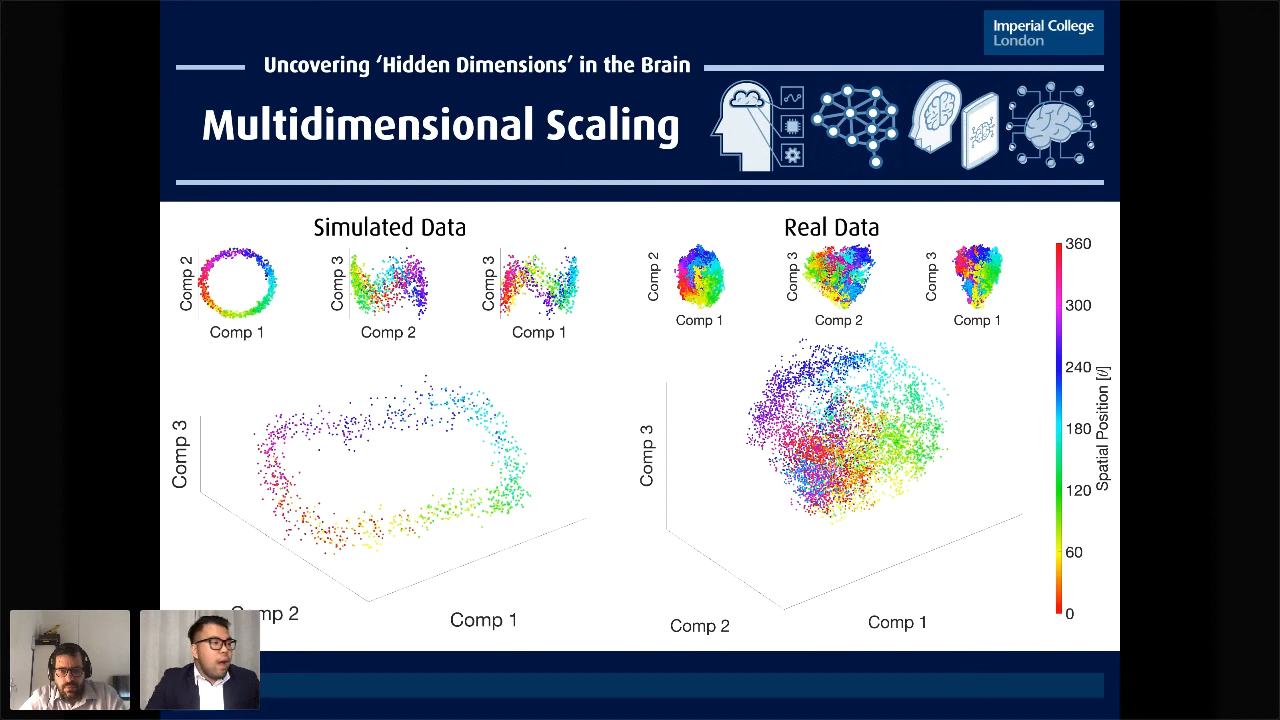 Imperial College
London
Uncovering ‘Hidden Dimensions’ in the Brain
Multidimensional Scaling
Simulated Data
Real Data
Comp 2
Comp 1
Comp 3
Comp 2
Comp 3
Comp 1
Comp 2
Comp 1
Comp 3
Comp 2
Comp 3
Comp 1
Comp 3
Comp 2
Comp 1
Comp 3
Comp 2
Comp 1
360
300
240
180
120
60
0
Spatial Position [θ]